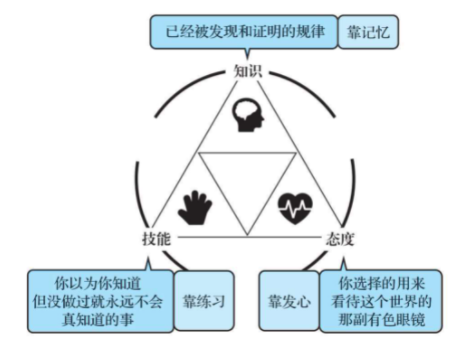 已经被发现和证明的规律
靠记忆
知识
技能
态度
你以为你知道
但没做过就永远不会
真知道的事
靠练习
靠发心
你选择的用来
看待这个世界的
那副有色眼镜